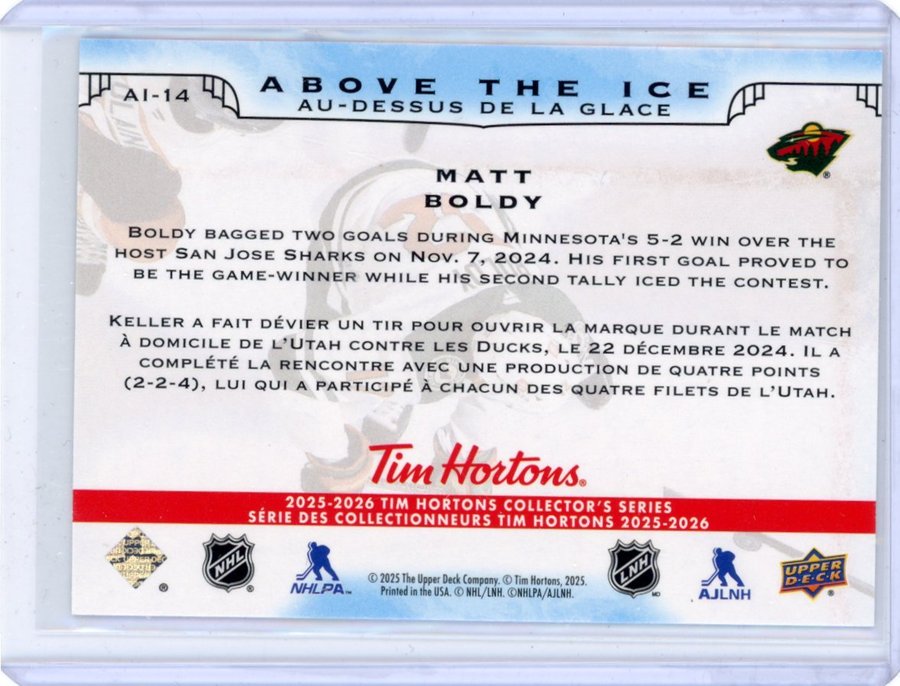 AI-14
ABOVE THE ICE
AU-DESSUS DE LA GLACE
MATT
BOLDY
BOLDY BAGGED TWO GOALS DURING MINNESOTA'S 5-2 WIN OVER THE
HOST SAN JOSE SHARKS ON NOV. 7, 2024. HIS FIRST GOAL PROVED TO
BE THE GAME-WINNER WHILE HIS SECOND TALLY ICED THE CONTEST.
KELLER A FAIT DÉVIER UN TIR POUR OUVRIR LA MARQUE DURANT LE MATCH
À DOMICILE DE L'UTAH CONTRE LES DUCKS, LE 22 DÉCEMBRE 2024. IL A
COMPLÉTÉ LA RENCONTRE AVEC UNE PRODUCTION DE QUATRE POINTS
(2-2-4), LUI QUI A PARTICIPÉ À CHACUN DES QUATRE FILETS DE L'UTAH.
Tim Hortons®
2025-2026 TIM HORTONS COLLECTOR'S SERIES
SÉRIE DES COLLECTIONNEURS TIM HORTONS 2025-2026
NHL
NHLPA™
© 2025 The Upper Deck Company. © Tim Hortons, 2025.
Printed in the USA. © NHL/LNH. ©NHLPA/AJLNH.
LNH
AJLNH
UPPER
D·E·C·K